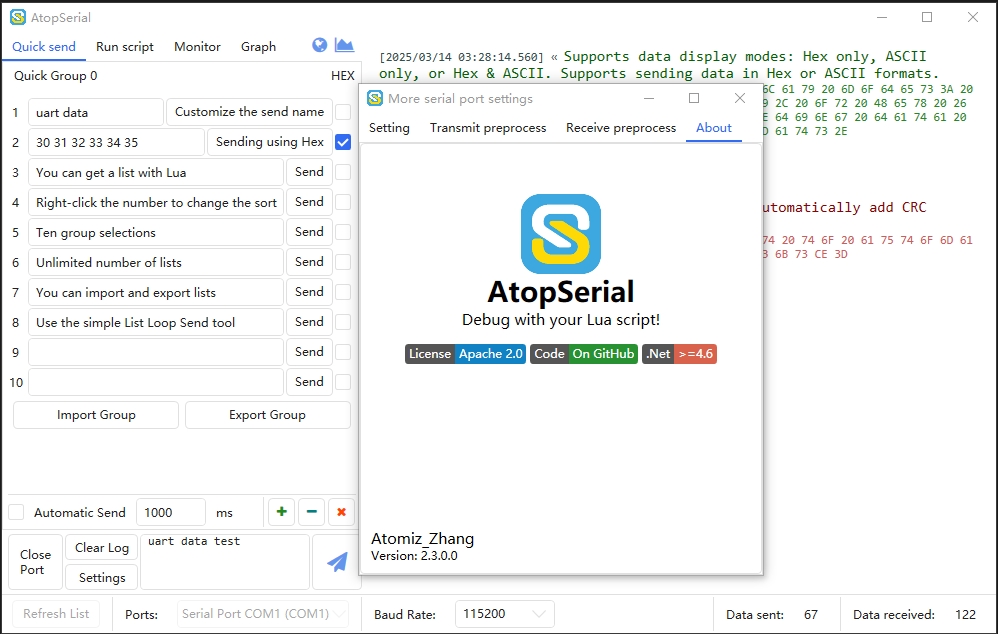 AtopSerial
Quick send Run script Monitor Graph
Quick Group 0 HEX
1 uart data Customize the send name
2 30 31 32 33 34 35 Sending using Hex
3 You can get a list with Lua Send
4 Right-click the number to change the sort Send
5 Ten group selections Send
6 Unlimited number of lists Send
7 You can import and export lists Send
8 Use the simple List Loop Send tool Send
9 Send
10 Send
Import Group Export Group
Automatic Send 1000 ms
Close Port
Clear Log
Settings
uart data test
[2025/03/14 03:28:14.560] « Supports data display modes: Hex only, ASCII
only, or Hex & ASCII. Supports sending data in Hex or ASCII formats.
6C 61 79 20 6D 6F 64 65 73 3A 20
2C 20 6F 72 20 48 65 78 20 26
64 69 6E 67 20 64 61 74 61 20
61 74 73 2E
utomatically add CRC
74 20 74 6F 20 61 75 74 6F 6D 61
6B 73 CE 3D
More serial port settings
Setting Transmit preprocess Receive preprocess About
S
AtopSerial
Debug with your Lua script!
License Apache 2.0 Code On GitHub .Net >=4.6
Atomiz_Zhang
Version: 2.3.0.0
Refresh List Ports: Serial Port COM1 (COM1) Baud Rate: 115200 Data sent: 67 Data received: 122